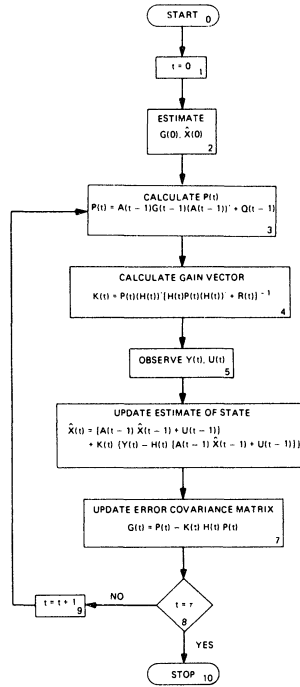 START
0
t = 0
1
ESTIMATE
G(0), X̂(0)
2
CALCULATE P(t)
P(t) = A(t − 1)G(t − 1)(A(t − 1))′ + Q(t − 1)
3
CALCULATE GAIN VECTOR
K(t) = P(t)(H(t))′[H(t)P(t)(H(t))′ + R(t)]⁻¹
4
OBSERVE Y(t), U(t)
5
UPDATE ESTIMATE OF STATE
X̂(t) = [A(t − 1) X̂(t − 1) + U(t − 1)]
+ K(t) {Y(t) − H(t) [A(t − 1) X̂(t − 1) + U(t − 1)]}
UPDATE ERROR COVARIANCE MATRIX
G(t) = P(t) − K(t) H(t) P(t)
7
t = τ
8
NO
t = t + 1
9
YES
STOP
10